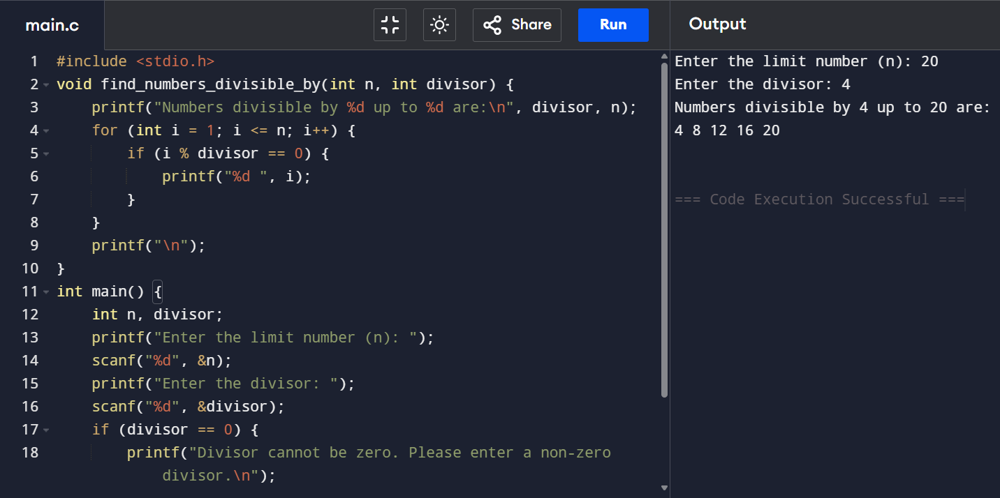 main.c
Share
Run
Output
1 #include <stdio.h>
2 void find_numbers_divisible_by(int n, int divisor) {
3     printf("Numbers divisible by %d up to %d are:\n", divisor, n);
4     for (int i = 1; i <= n; i++) {
5         if (i % divisor == 0) {
6             printf("%d ", i);
7         }
8     }
9     printf("\n");
10 }
11 int main() {
12     int n, divisor;
13     printf("Enter the limit number (n): ");
14     scanf("%d", &n);
15     printf("Enter the divisor: ");
16     scanf("%d", &divisor);
17     if (divisor == 0) {
18         printf("Divisor cannot be zero. Please enter a non-zero
            divisor.\n");
Enter the limit number (n): 20
Enter the divisor: 4
Numbers divisible by 4 up to 20 are:
4 8 12 16 20
=== Code Execution Successful ===